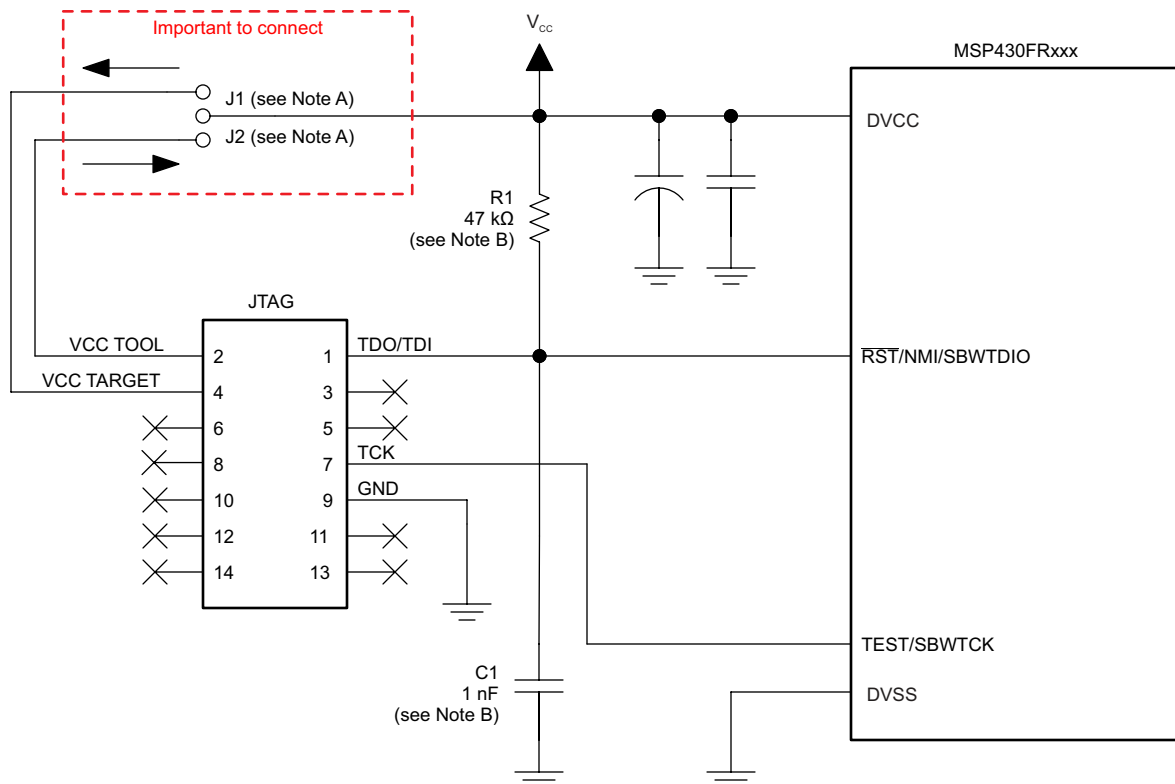 Important to connect
J1 (see Note A)
J2 (see Note A)
VCC
MSP430FRxxx
DVCC
R1
47 kΩ
(see Note B)
JTAG
VCC TOOL
2
1
TDO/TDI
RST/NMI/SBWTDIO
VCC TARGET
4
3
6
5
8
7
TCK
10
9
GND
12
11
14
13
TEST/SBWTCK
C1
1 nF
(see Note B)
DVSS